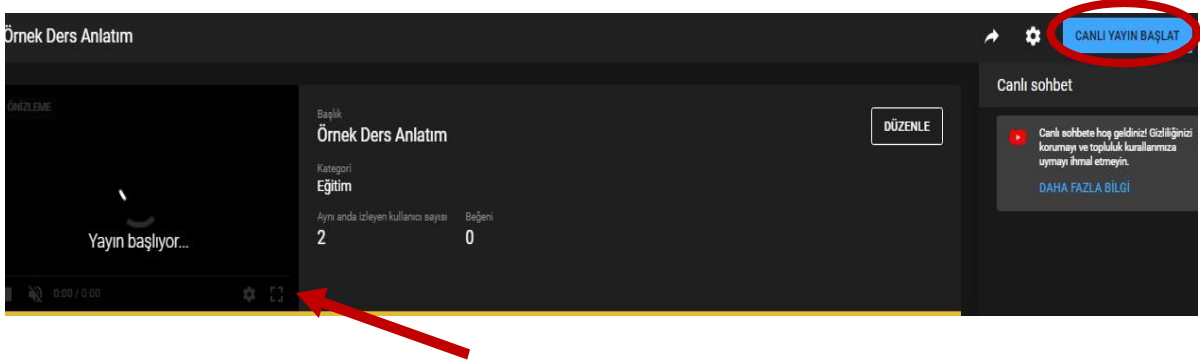 Örnek Ders Anlatım
CANLI YAYIN BAŞLAT
ÖNİZLEME
Yayın başlıyor...
0:00 / 0:00
Başlık
Örnek Ders Anlatım
DÜZENLE
Kategori
Eğitim
Aynı anda izleyen kullanıcı sayısı Beğeni
2 0
Canlı sohbet
Canlı sohbete hoş geldiniz! Gizliliğinizi
korumayı ve topluluk kurallarımıza
uymayı ihmal etmeyin.
DAHA FAZLA BİLGİ